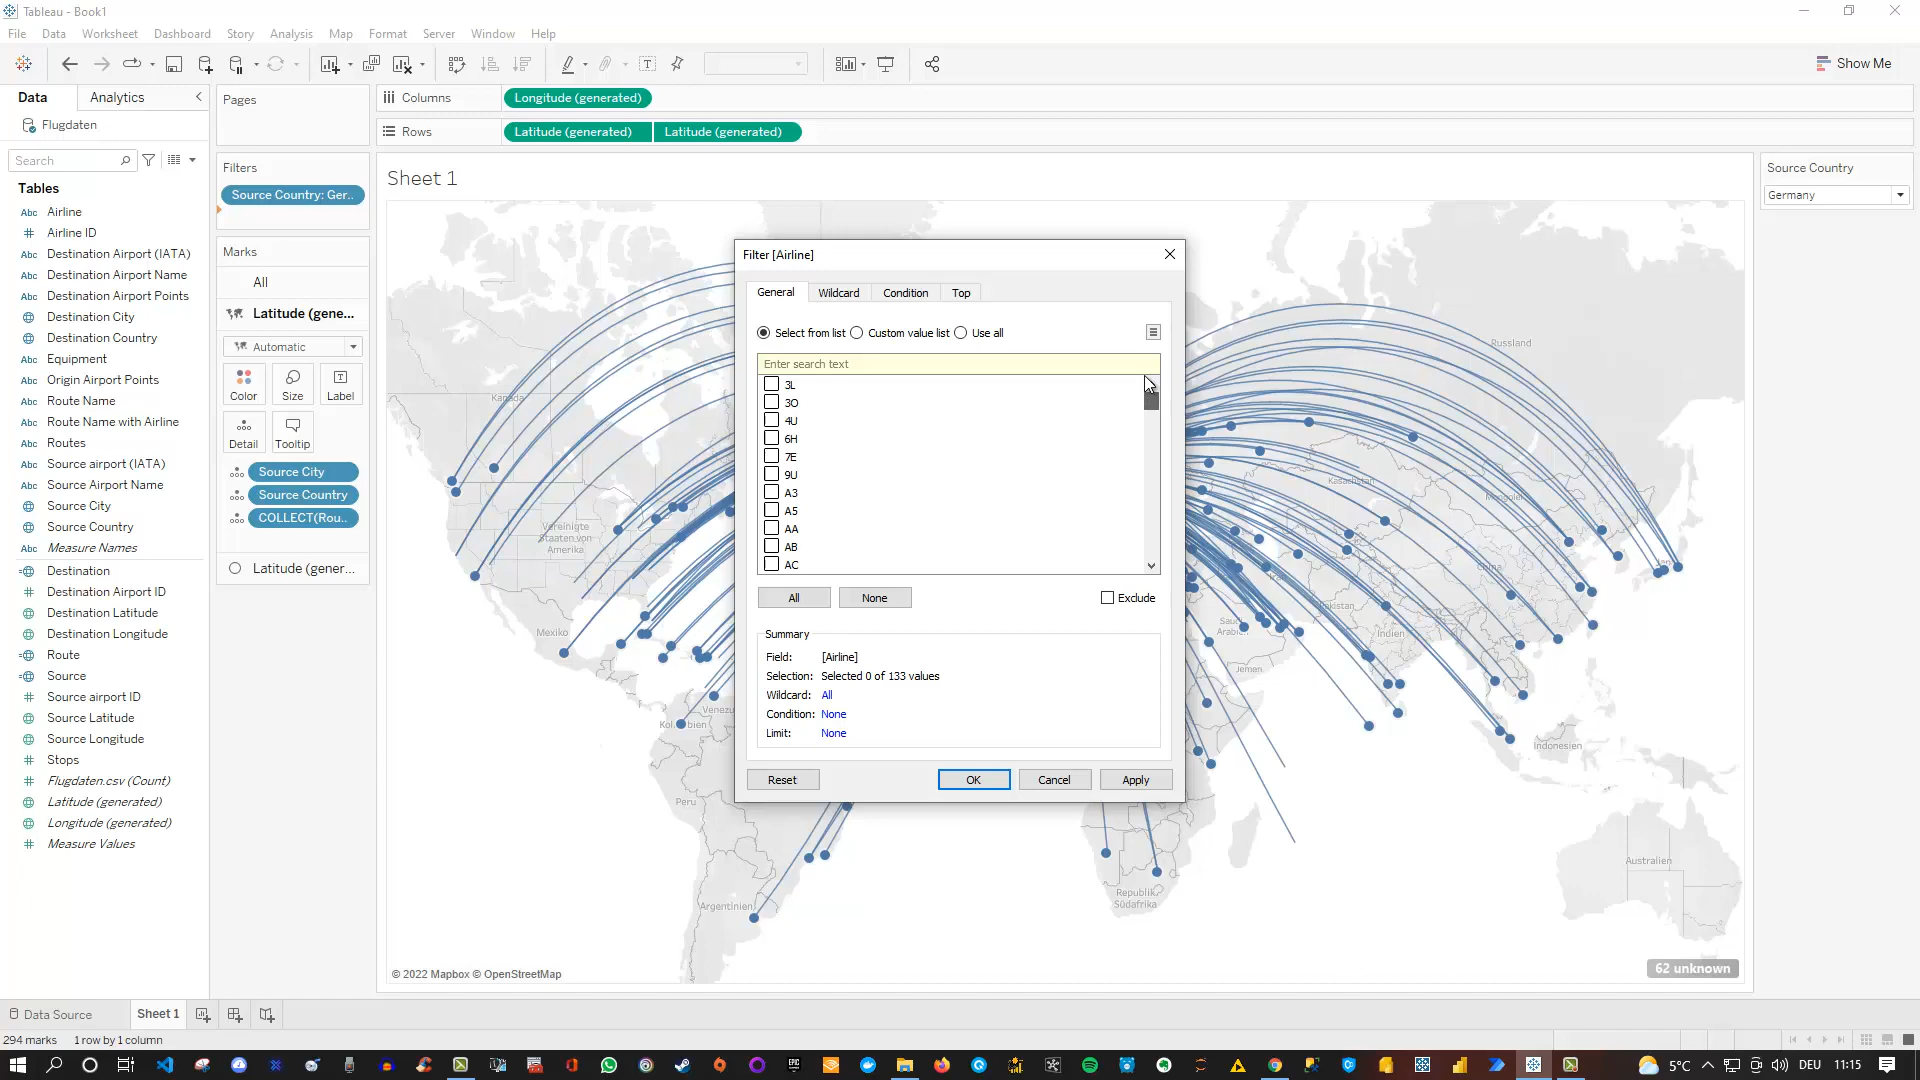 Tableau - Book1
File Data Worksheet Dashboard Story Analysis Map Format Server Window Help
Show Me
Data Analytics
Flugdaten
Search
Tables
Airline
Airline ID
Destination Airport (IATA)
Destination Airport Name
Destination Airport Points
Destination City
Destination Country
Equipment
Origin Airport Points
Route Name
Route Name with Airline
Routes
Source airport (IATA)
Source Airport Name
Source City
Source Country
Measure Names
Destination
Destination Airport ID
Destination Latitude
Destination Longitude
Route
Source
Source airport ID
Source Latitude
Source Longitude
Stops
Flugdaten.csv (Count)
Latitude (generated)
Longitude (generated)
Measure Values
Pages
Filters
Source Country: Ger..
Marks
All
Latitude (gene...
Automatic
Color Size Label
Detail Tooltip
Source City
Source Country
COLLECT(Rou..
Latitude (gener...
Columns Longitude (generated)
Rows Latitude (generated) Latitude (generated)
Sheet 1
Source Country
Germany
Filter [Airline]
General Wildcard Condition Top
Select from list Custom value list Use all
Enter search text
3L
3O
4U
6H
7E
9U
A3
A5
AA
AB
AC
All None Exclude
Summary
Field: [Airline]
Selection: Selected 0 of 133 values
Wildcard: All
Condition: None
Limit: None
Reset OK Cancel Apply
Kanada
Vereinigte
Staaten von
Amerika
Mexiko
Venezu
Kol bien
Peru
Argentinien
Russland
Kasachstan
Mongolei
China
Iran
Pakistan
Saudi
Arabie
Indien
Jemen
Indonesien
Australien
Republik
Südafrika
© 2022 Mapbox © OpenStreetMap
62 unknown
Data Source Sheet 1
294 marks 1 row by 1 column
5°C DEU 11:15